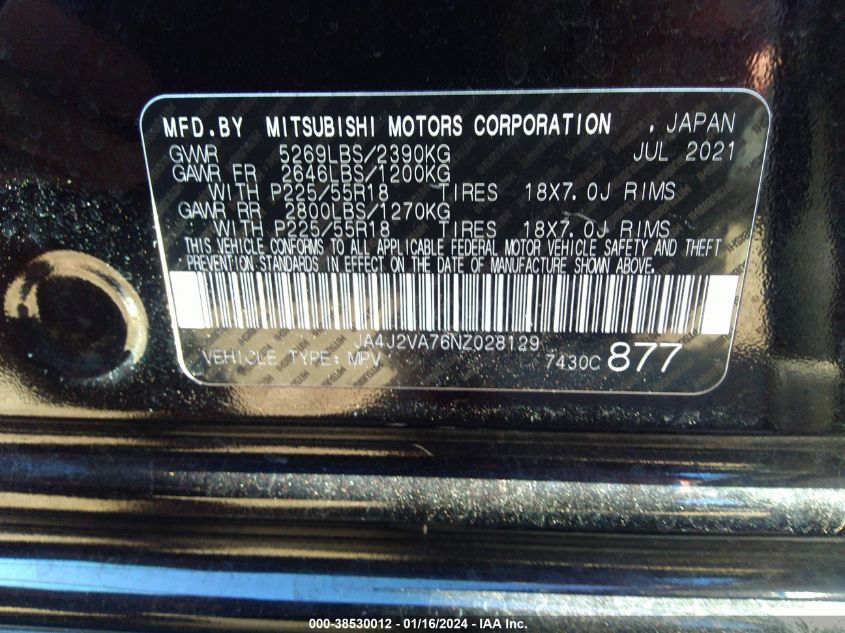 MFD.BY MITSUBISHI MOTORS CORPORATION , JAPAN
GVWR 5269LBS/2390KG JUL 2021
GAWR FR 2646LBS/1200KG
WITH P225/55R18 TIRES 18X7.0J RIMS
GAWR RR 2800LBS/1270KG
WITH P225/55R18 TIRES 18X7.0J RIMS
THIS VEHICLE CONFORMS TO ALL APPLICABLE FEDERAL MOTOR VEHICLE SAFETY AND THEFT
PREVENTION STANDARDS IN EFFECT ON THE DATE OF MANUFACTURE SHOWN ABOVE.
JA4J2VA76NZ028129
VEHICLE TYPE: MPV 7430C 877
000-38530012 - 01/16/2024 - IAA Inc.